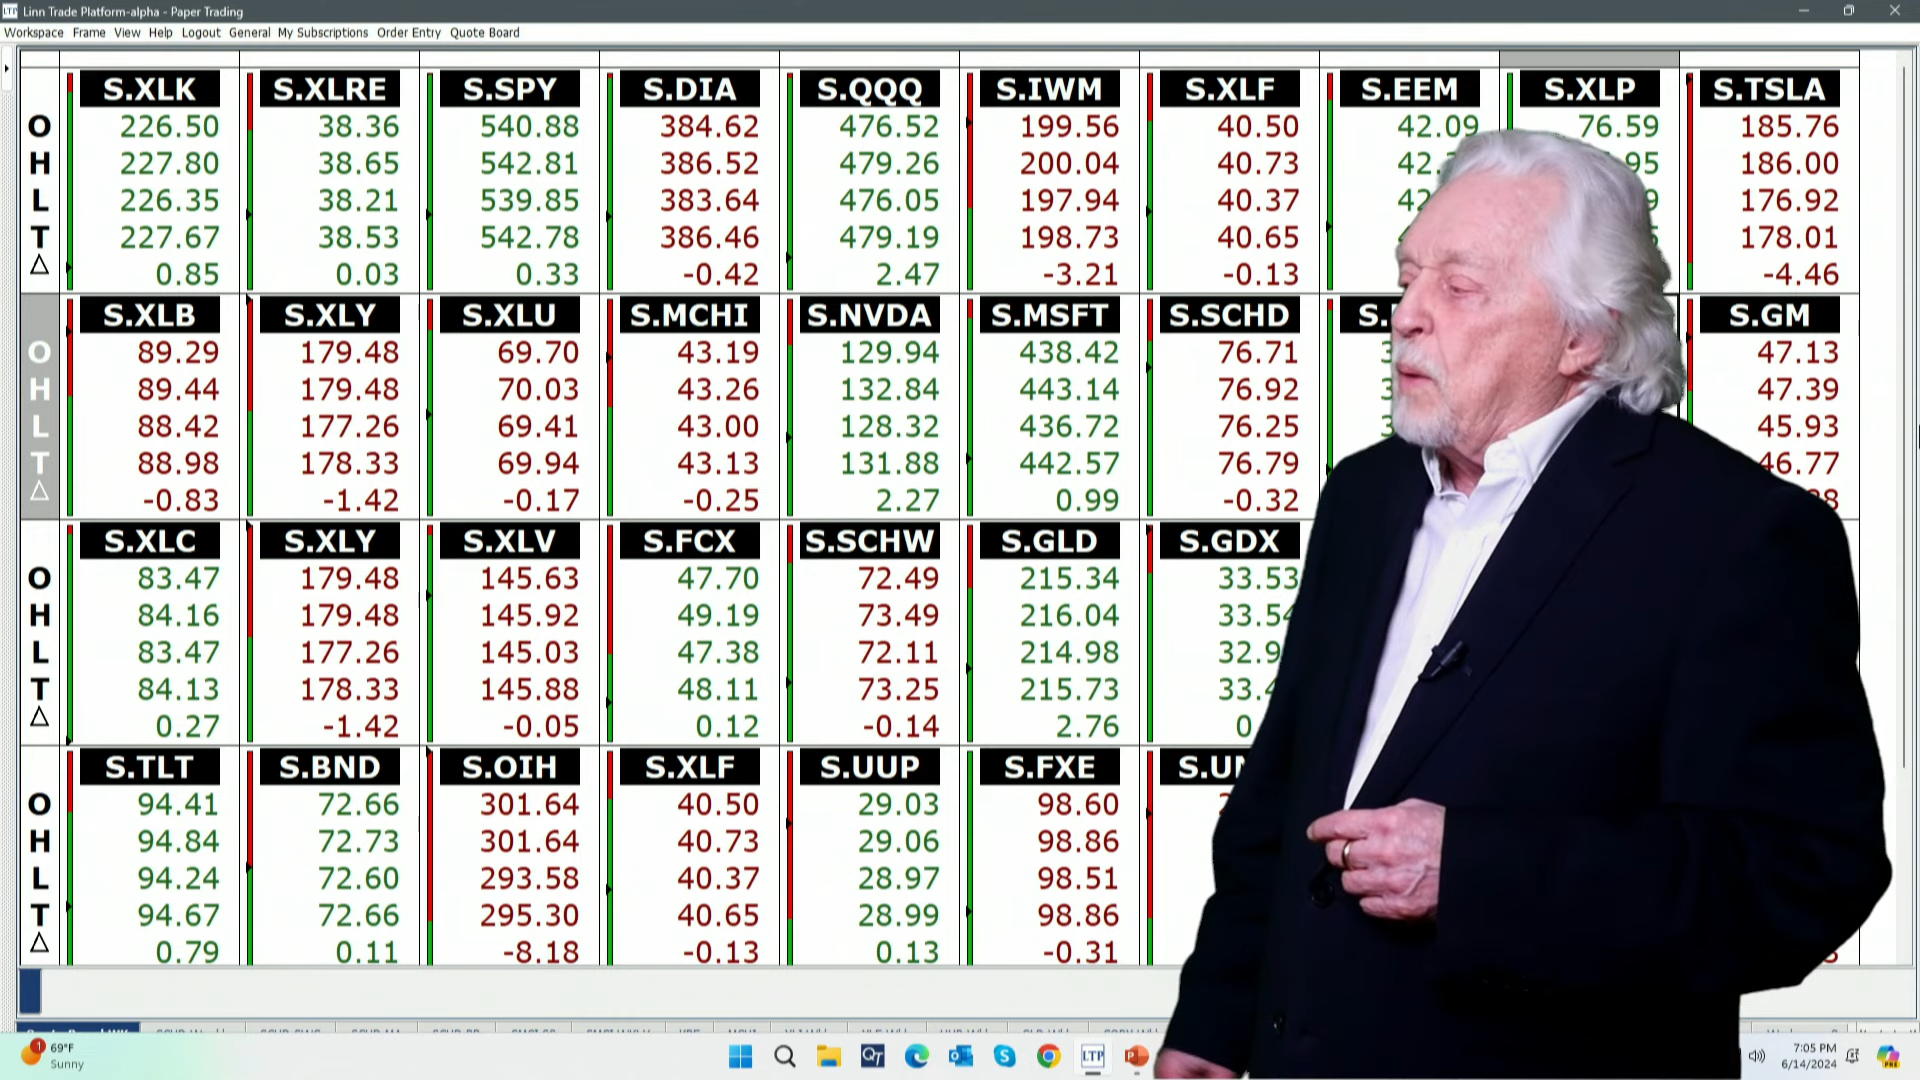 LTP Linn Trade Platform-alpha - Paper Trading
Workspace Frame View Help Logout General My Subscriptions Order Entry Quote Board
S.XLK S.XLRE S.SPY S.DIA S.QQQ S.IWM S.XLF S.EEM S.XLP S.TSLA
O 226.50 38.36 540.88 384.62 476.52 199.56 40.50 42.09 76.59 185.76
H 227.80 38.65 542.81 386.52 479.26 200.04 40.73 186.00
L 226.35 38.21 539.85 383.64 476.05 197.94 40.37 176.92
T 227.67 38.53 542.78 386.46 479.19 198.73 40.65 178.01
△ 0.85 0.03 0.33 -0.42 2.47 -3.21 -0.13 -4.46
S.XLB S.XLY S.XLU S.MCHI S.NVDA S.MSFT S.SCHD S.GM
O 89.29 179.48 69.70 43.19 129.94 438.42 76.71 47.13
H 89.44 179.48 70.03 43.26 132.84 443.14 76.92 47.39
L 88.42 177.26 69.41 43.00 128.32 436.72 76.25 45.93
T 88.98 178.33 69.94 43.13 131.88 442.57 76.79 46.77
△ -0.83 -1.42 -0.17 -0.25 2.27 0.99 -0.32
S.XLC S.XLY S.XLV S.FCX S.SCHW S.GLD S.GDX
O 83.47 179.48 145.63 47.70 72.49 215.34 33.53
H 84.16 179.48 145.92 49.19 73.49 216.04 33.54
L 83.47 177.26 145.03 47.38 72.11 214.98
T 84.13 178.33 145.88 48.11 73.25 215.73
△ 0.27 -1.42 -0.05 0.12 -0.14 2.76
S.TLT S.BND S.OIH S.XLF S.UUP S.FXE
O 94.41 72.66 301.64 40.50 29.03 98.60
H 94.84 72.73 301.64 40.73 29.06 98.86
L 94.24 72.60 293.58 40.37 28.97 98.51
T 94.67 72.66 295.30 40.65 28.99 98.86
△ 0.79 0.11 -8.18 -0.13 0.13 -0.31
1 69°F
Sunny
QT LTP
7:05 PM
6/14/2024